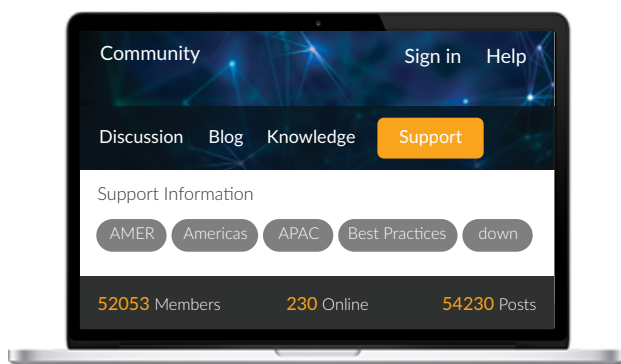 Community Sign in Help
Discussion Blog Knowledge Support
Support Information
AMER Americas APAC Best Practices down
52053 Members 230 Online 54230 Posts